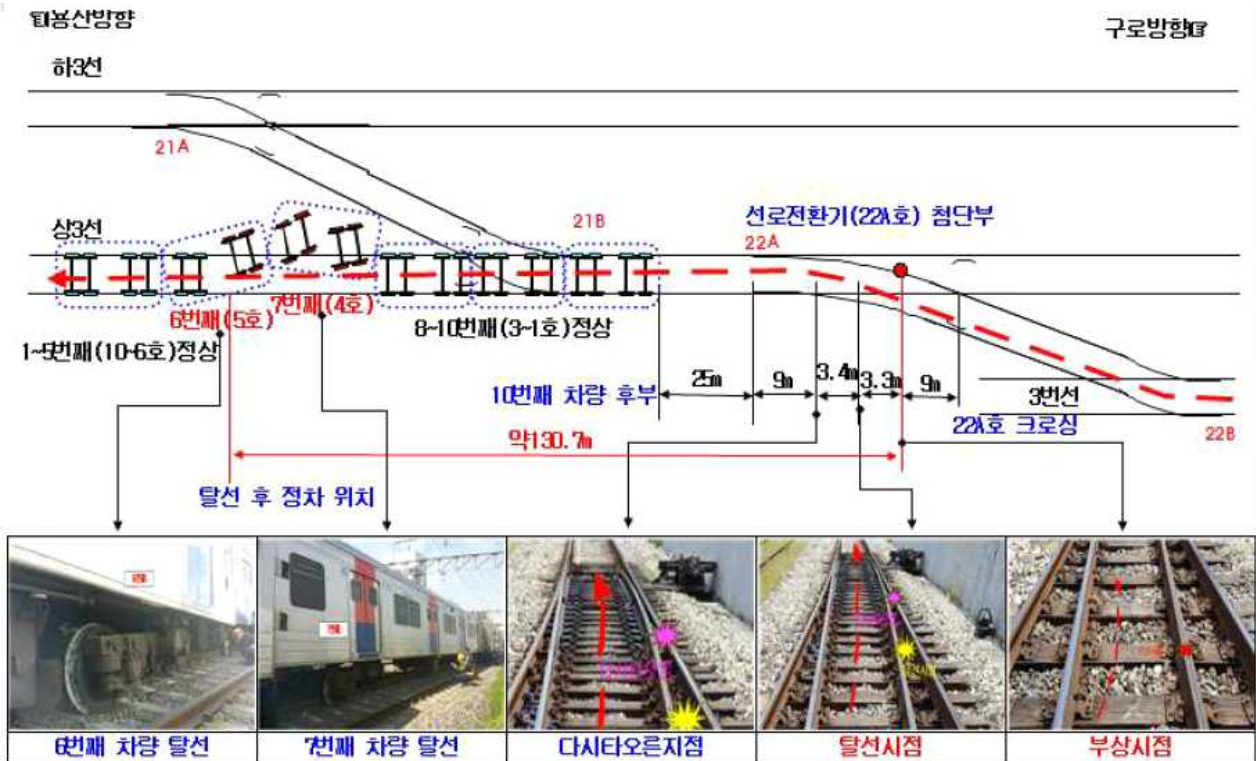 용산방향
구로방향
하3선
21A
상3선
21B
선로전환기(22A호) 첨단부
22A
6번째(5호)
7번째(4호)
8~10번째(3~1호)정상
1~5번째(10~6호)정상
10번째 차량 후부
25m
9m
3.4m
3.3m
9m
3번선
22A호 크로싱
22B
약130.7m
탈선 후 정차 위치
6번째 차량 탈선
7번째 차량 탈선
다시타오른지점
탈선시점
부상시점